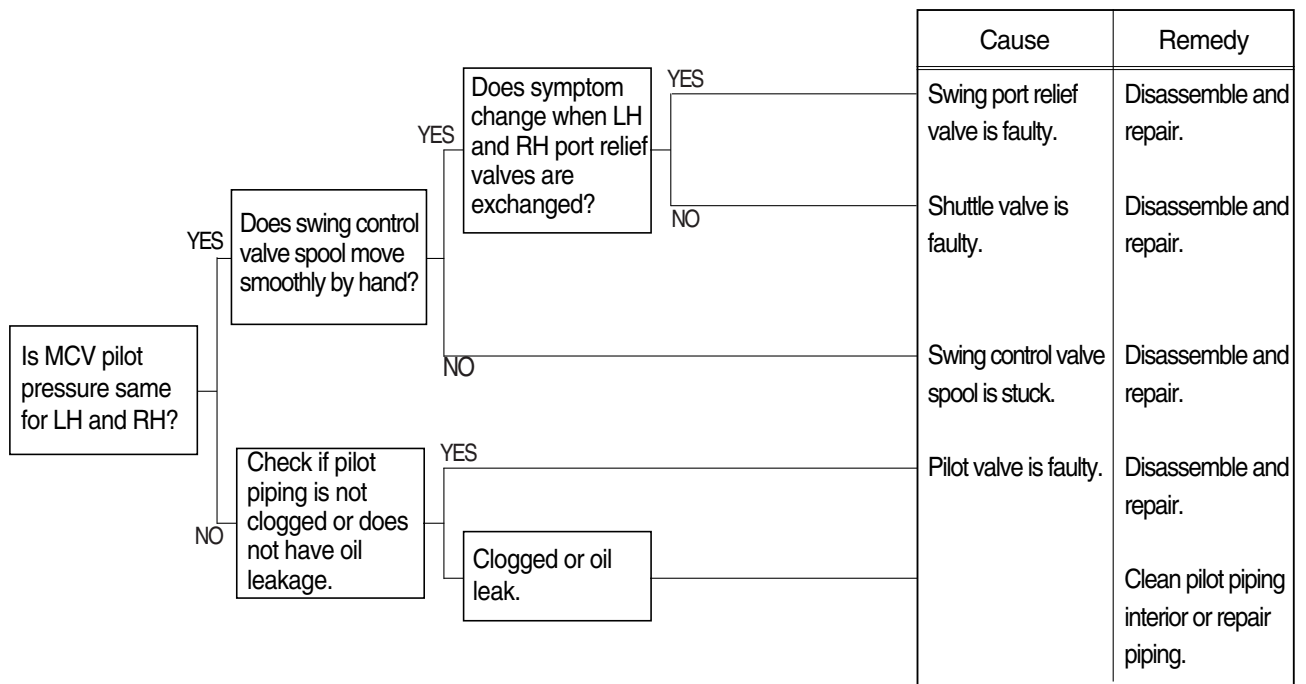 Cause
Remedy
Does symptom
change when LH
and RH port relief
valves are
exchanged?
YES
YES
NO
Swing port relief
valve is faulty.
Disassemble and
repair.
Shuttle valve is
faulty.
Disassemble and
repair.
Does swing control
valve spool move
smoothly by hand?
YES
NO
Swing control valve
spool is stuck.
Disassemble and
repair.
Is MCV pilot
pressure same
for LH and RH?
NO
Check if pilot
piping is not
clogged or does
not have oil
leakage.
YES
Pilot valve is faulty.
Disassemble and
repair.
Clogged or oil
leak.
Clean pilot piping
interior or repair
piping.